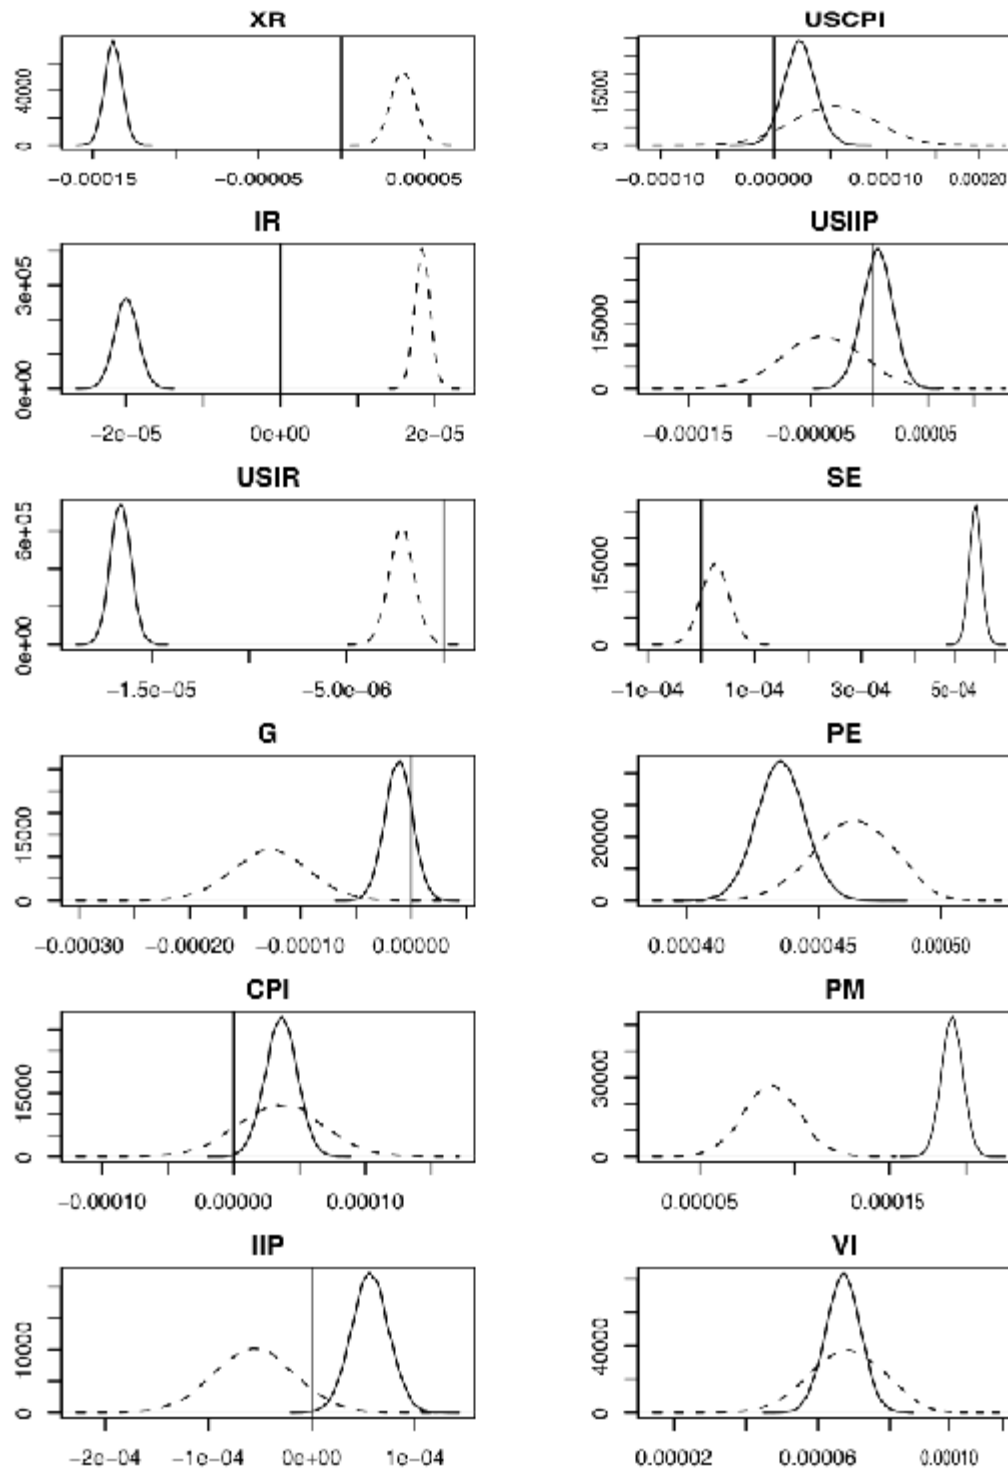 XR
40000
0
−0.00015
−0.00005
0.00005
USCPI
15000
0
−0.00010
0.00000
0.00010
0.00020
IR
3e+05
0e+00
−2e−05
0e+00
2e−05
USIIP
15000
0
−0.00015
−0.00005
0.00005
USIR
6e+05
0e+00
−1.5e−05
−5.0e−06
SE
15000
0
−1e−04
1e−04
3e−04
5e−04
G
15000
0
−0.00030
−0.00020
−0.00010
0.00000
PE
20000
0
0.00040
0.00045
0.00050
CPI
15000
0
−0.00010
0.00000
0.00010
PM
30000
0
0.00005
0.00015
IIP
10000
0
−2e−04
−1e−04
0e+00
1e−04
VI
40000
0
0.00002
0.00006
0.00010